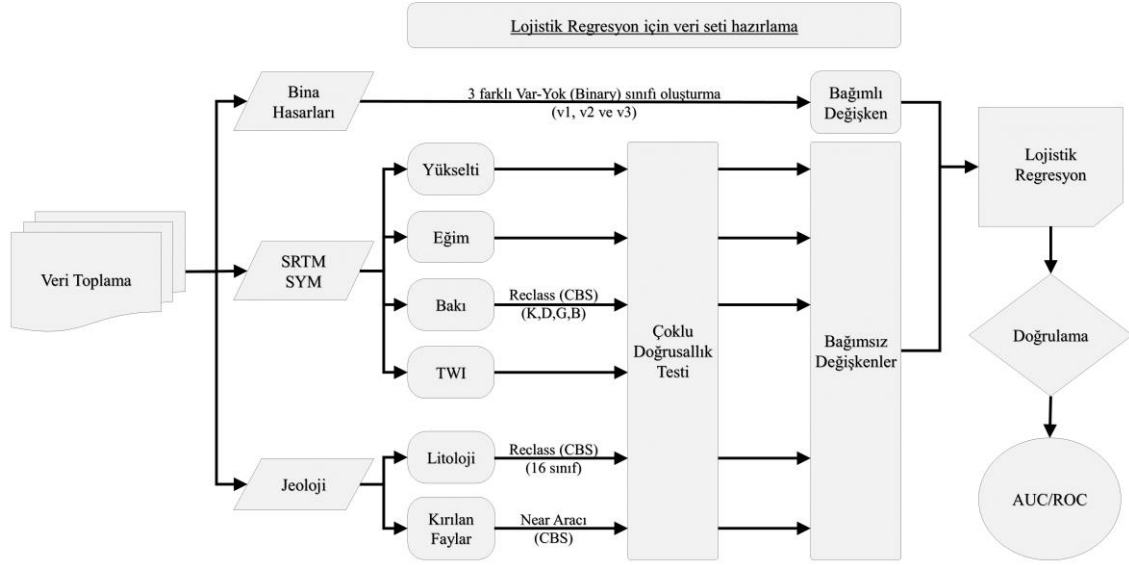 Lojistik Regresyon için veri seti hazırlama
Bina
Hasarları
3 farklı Var-Yok (Binary) sınıfı oluşturma
(v1, v2 ve v3)
Bağımlı
Değişken
Lojistik
Regresyon
Veri Toplama
SRTM
SYM
Yükselti
Eğim
Bakı
Reclass (CBS)
(K,D,G,B)
TWI
Çoklu
Doğrusallık
Testi
Bağımsız
Değişkenler
Doğrulama
Jeoloji
Litoloji
Reclass (CBS)
(16 sınıf)
Kırılan
Faylar
Near Aracı
(CBS)
AUC/ROC